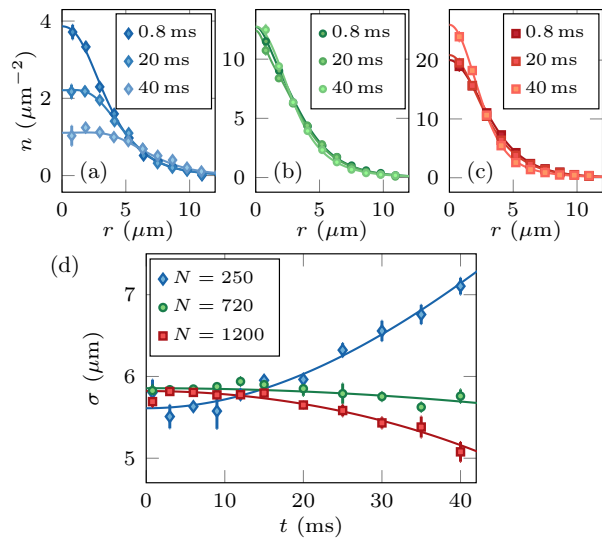 n (μm⁻²)
4
2
0
0.8 ms
20 ms
40 ms
(a)
0 5 10
r (μm)
10
5
0
0.8 ms
20 ms
40 ms
(b)
0 5 10
r (μm)
20
10
0
0.8 ms
20 ms
40 ms
(c)
0 5 10
r (μm)
(d)
σ (μm)
7
6
5
N = 250
N = 720
N = 1200
0 10 20 30 40
t (ms)